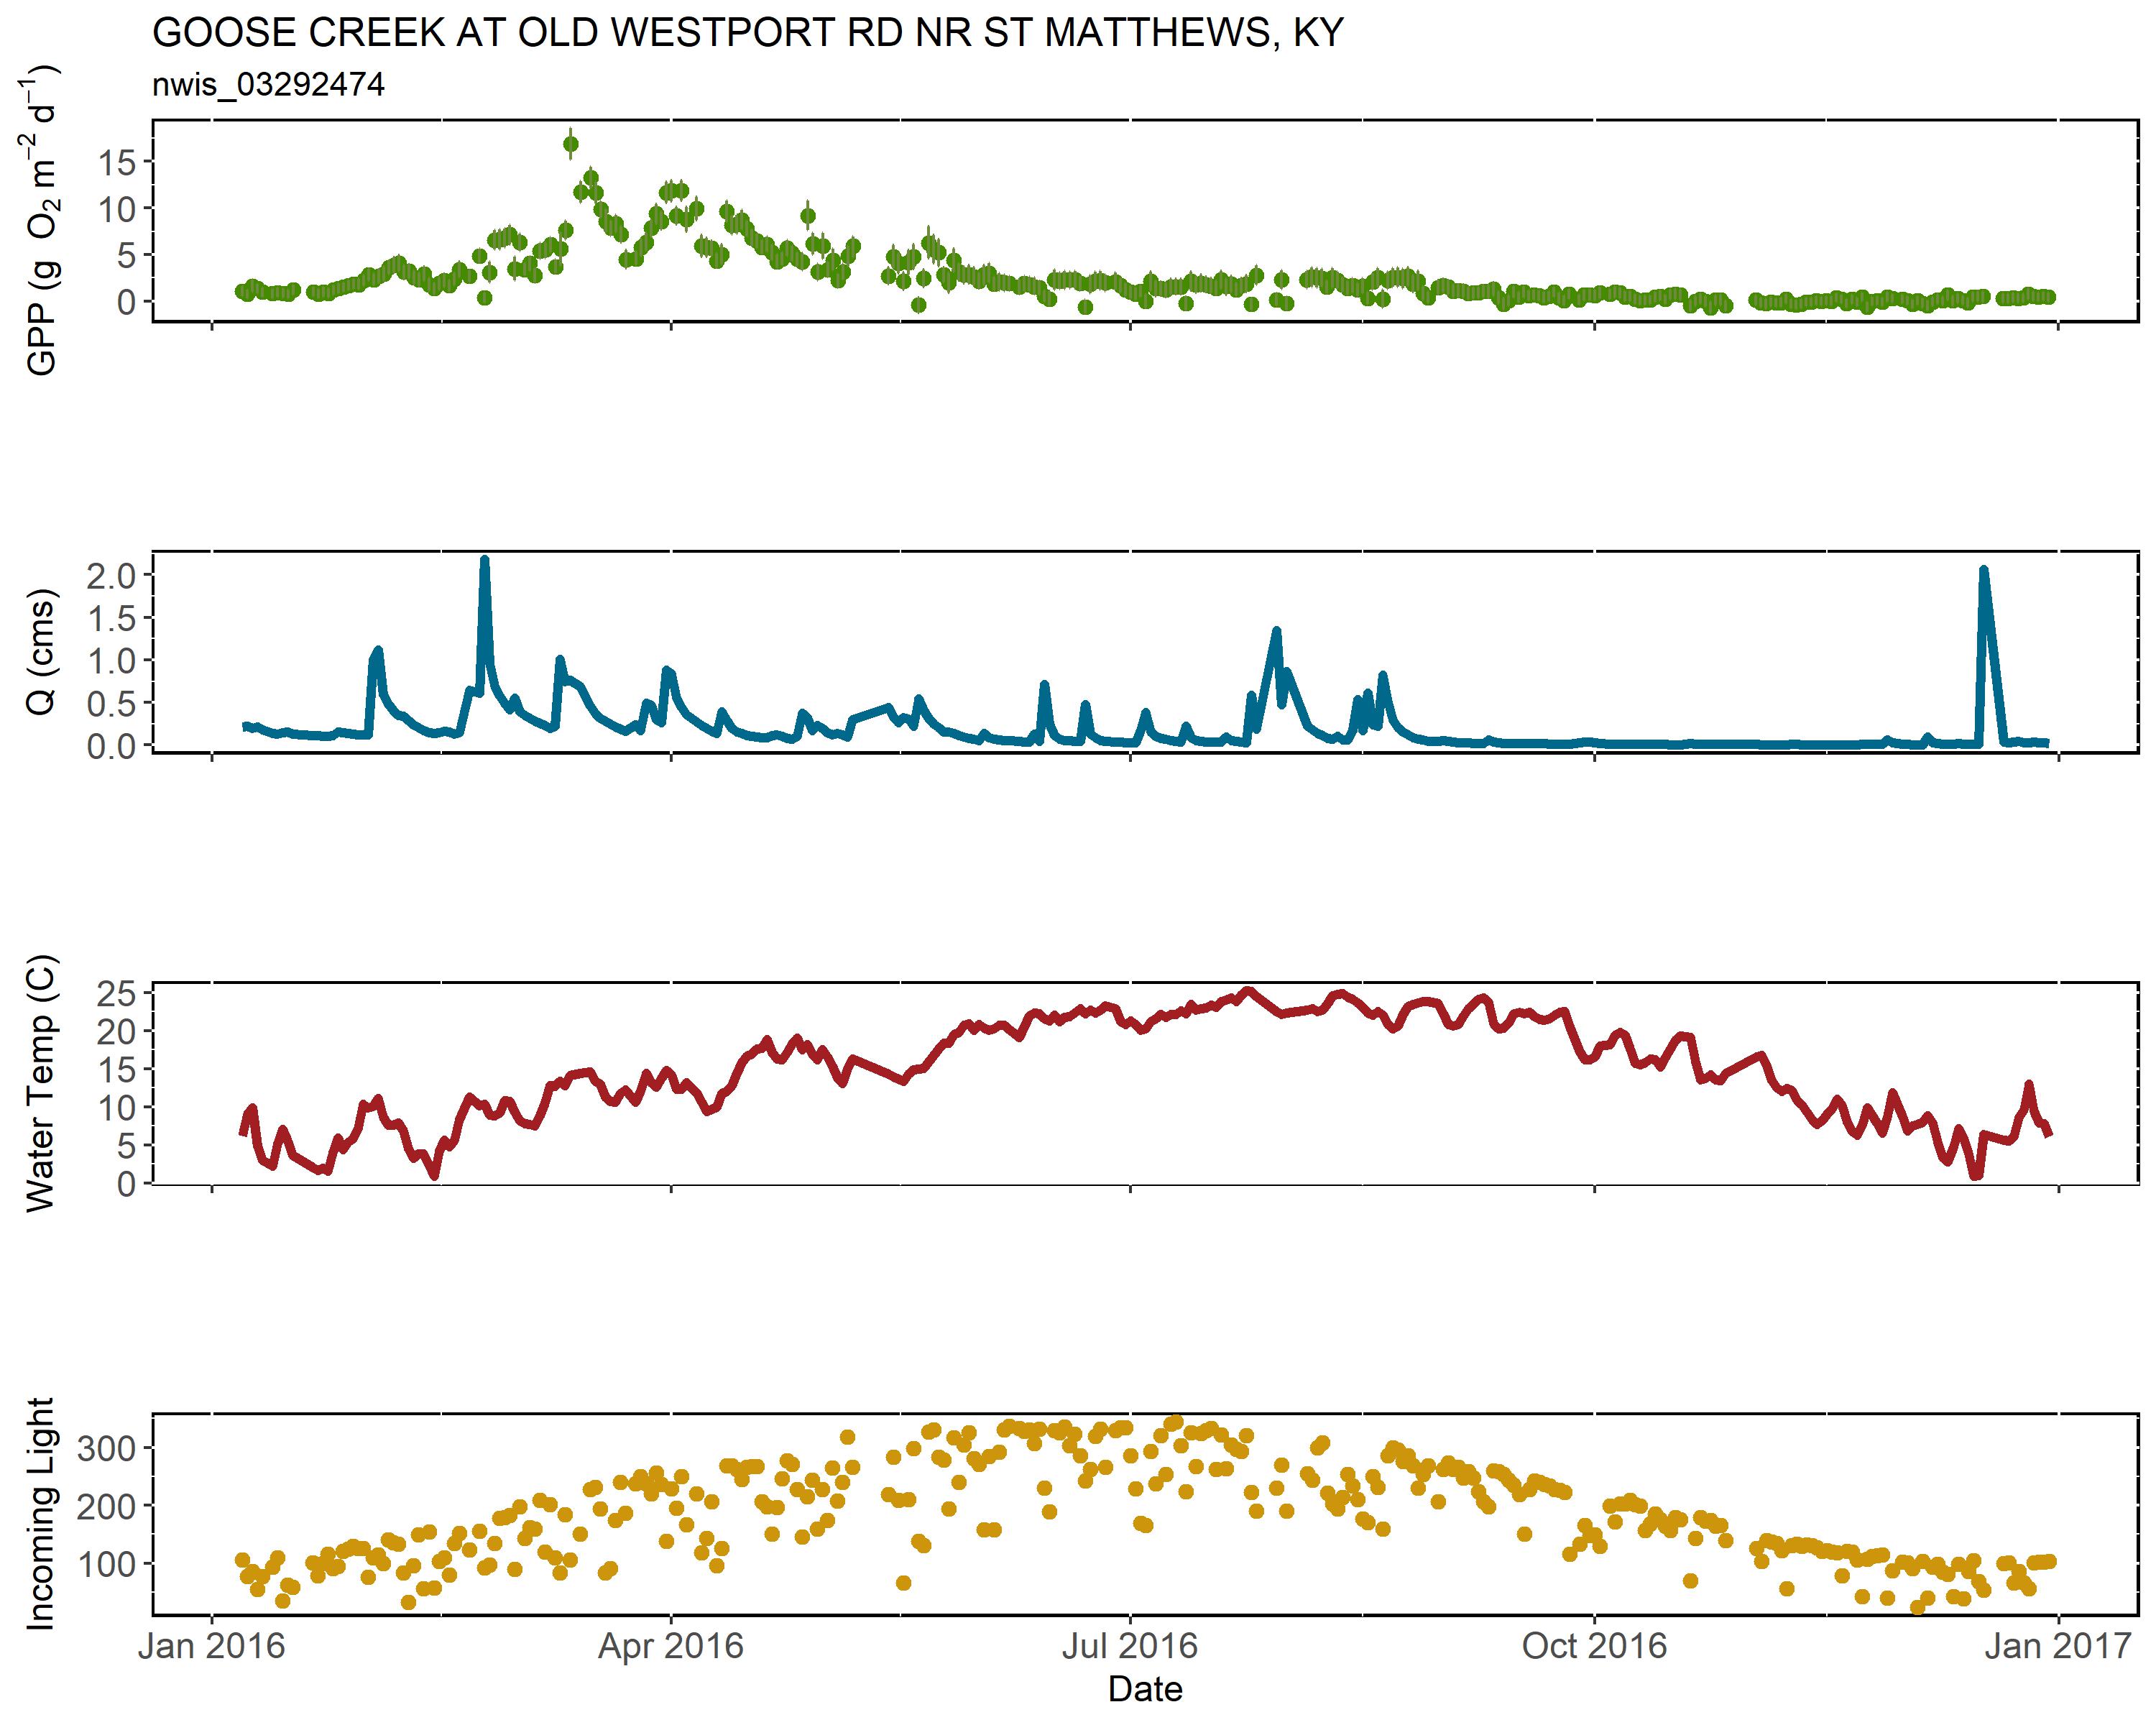 GOOSE CREEK AT OLD WESTPORT RD NR ST MATTHEWS, KY
nwis_03292474
GPP (g O₂ m⁻² d⁻¹)
15
10
5
0
Q (cms)
2.0
1.5
1.0
0.5
0.0
Water Temp (C)
25
20
15
10
5
0
Incoming Light
300
200
100
Jan 2016 Apr 2016 Jul 2016 Oct 2016 Jan 2017
Date